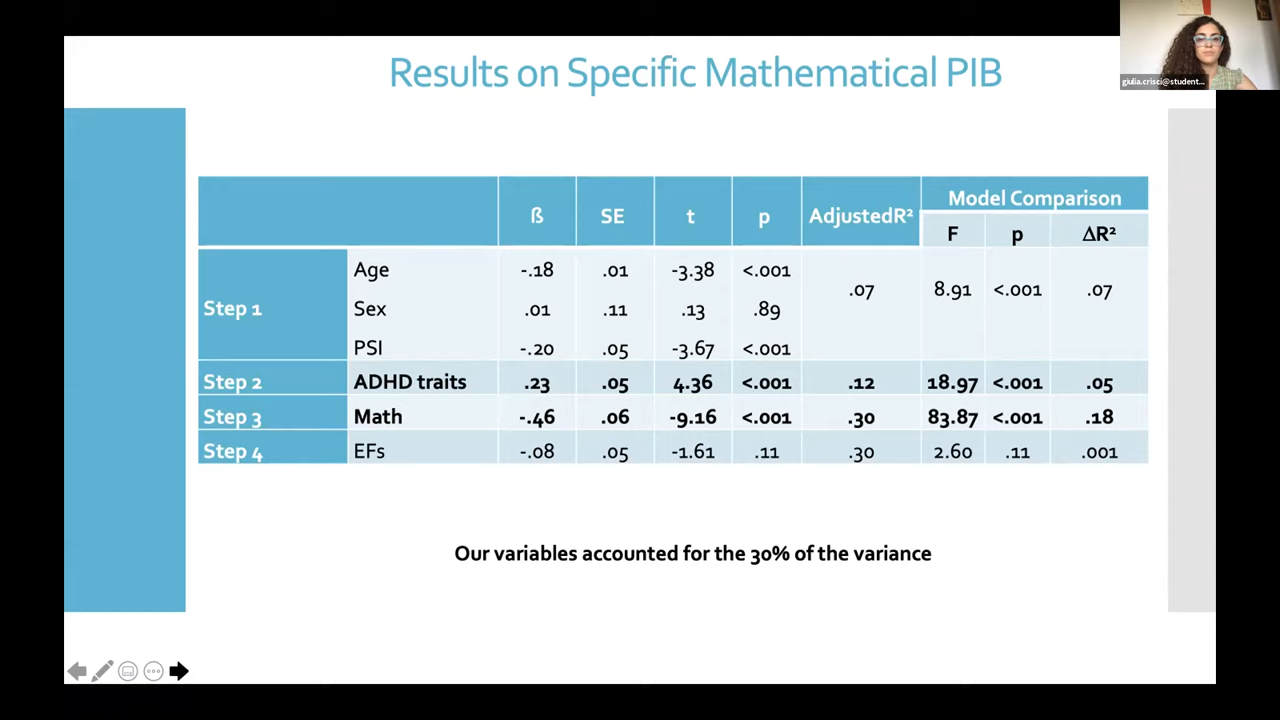 giulia.crisci@student...
Results on Specific Mathematical PIB
Model Comparison
ß SE t p AdjustedR²
F p ΔR²
Step 1
Age -.18 .01 -3.38 <.001 .07 8.91 <.001 .07
Sex .01 .11 .13 .89
PSI -.20 .05 -3.67 <.001
Step 2 ADHD traits .23 .05 4.36 <.001 .12 18.97 <.001 .05
Step 3 Math -.46 .06 -9.16 <.001 .30 83.87 <.001 .18
Step 4 EFs -.08 .05 -1.61 .11 .30 2.60 .11 .001
Our variables accounted for the 30% of the variance